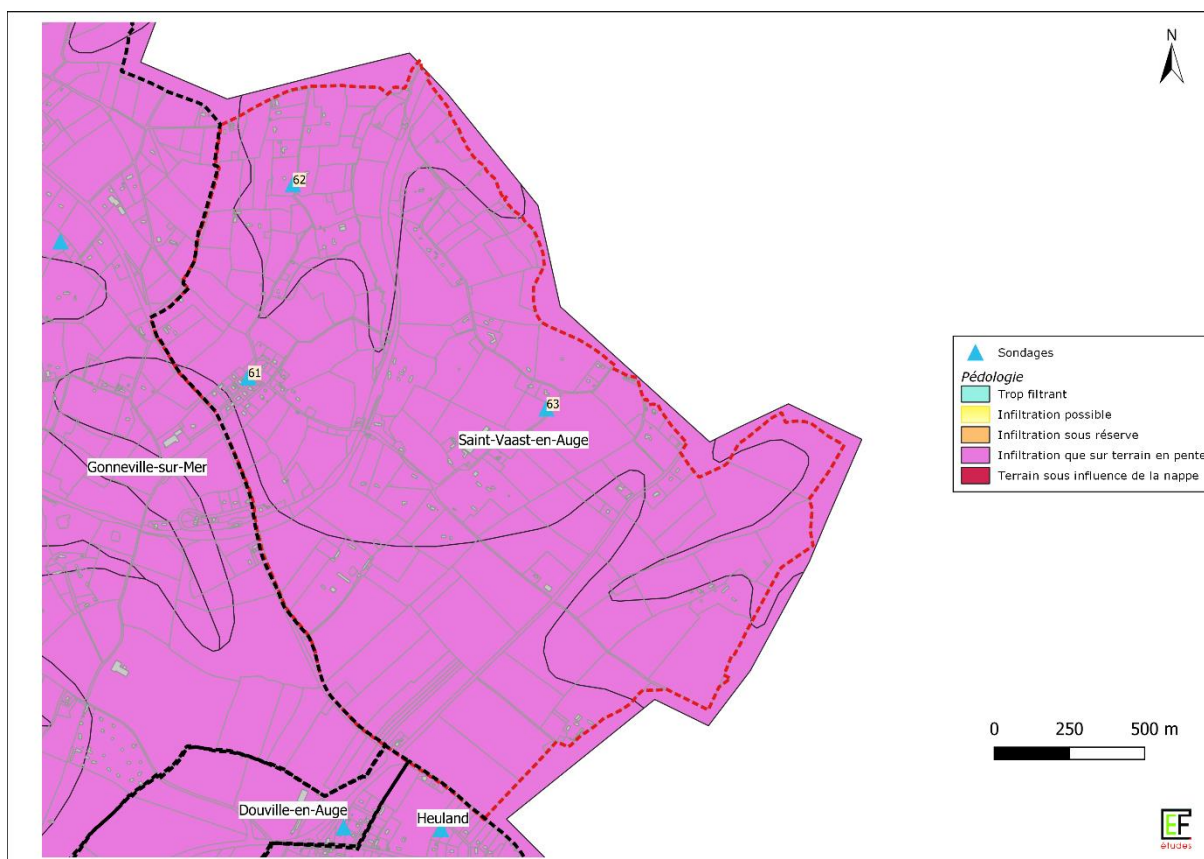 N
62
61
63
Saint-Vaast-en-Auge
Gonneville-sur-Mer
Sondages
Pédologie
Trop filtrant
Infiltration possible
Infiltration sous réserve
Infiltration que sur terrain en pente
Terrain sous influence de la nappe
0 250 500 m
Douville-en-Auge
Heuland
EF
études